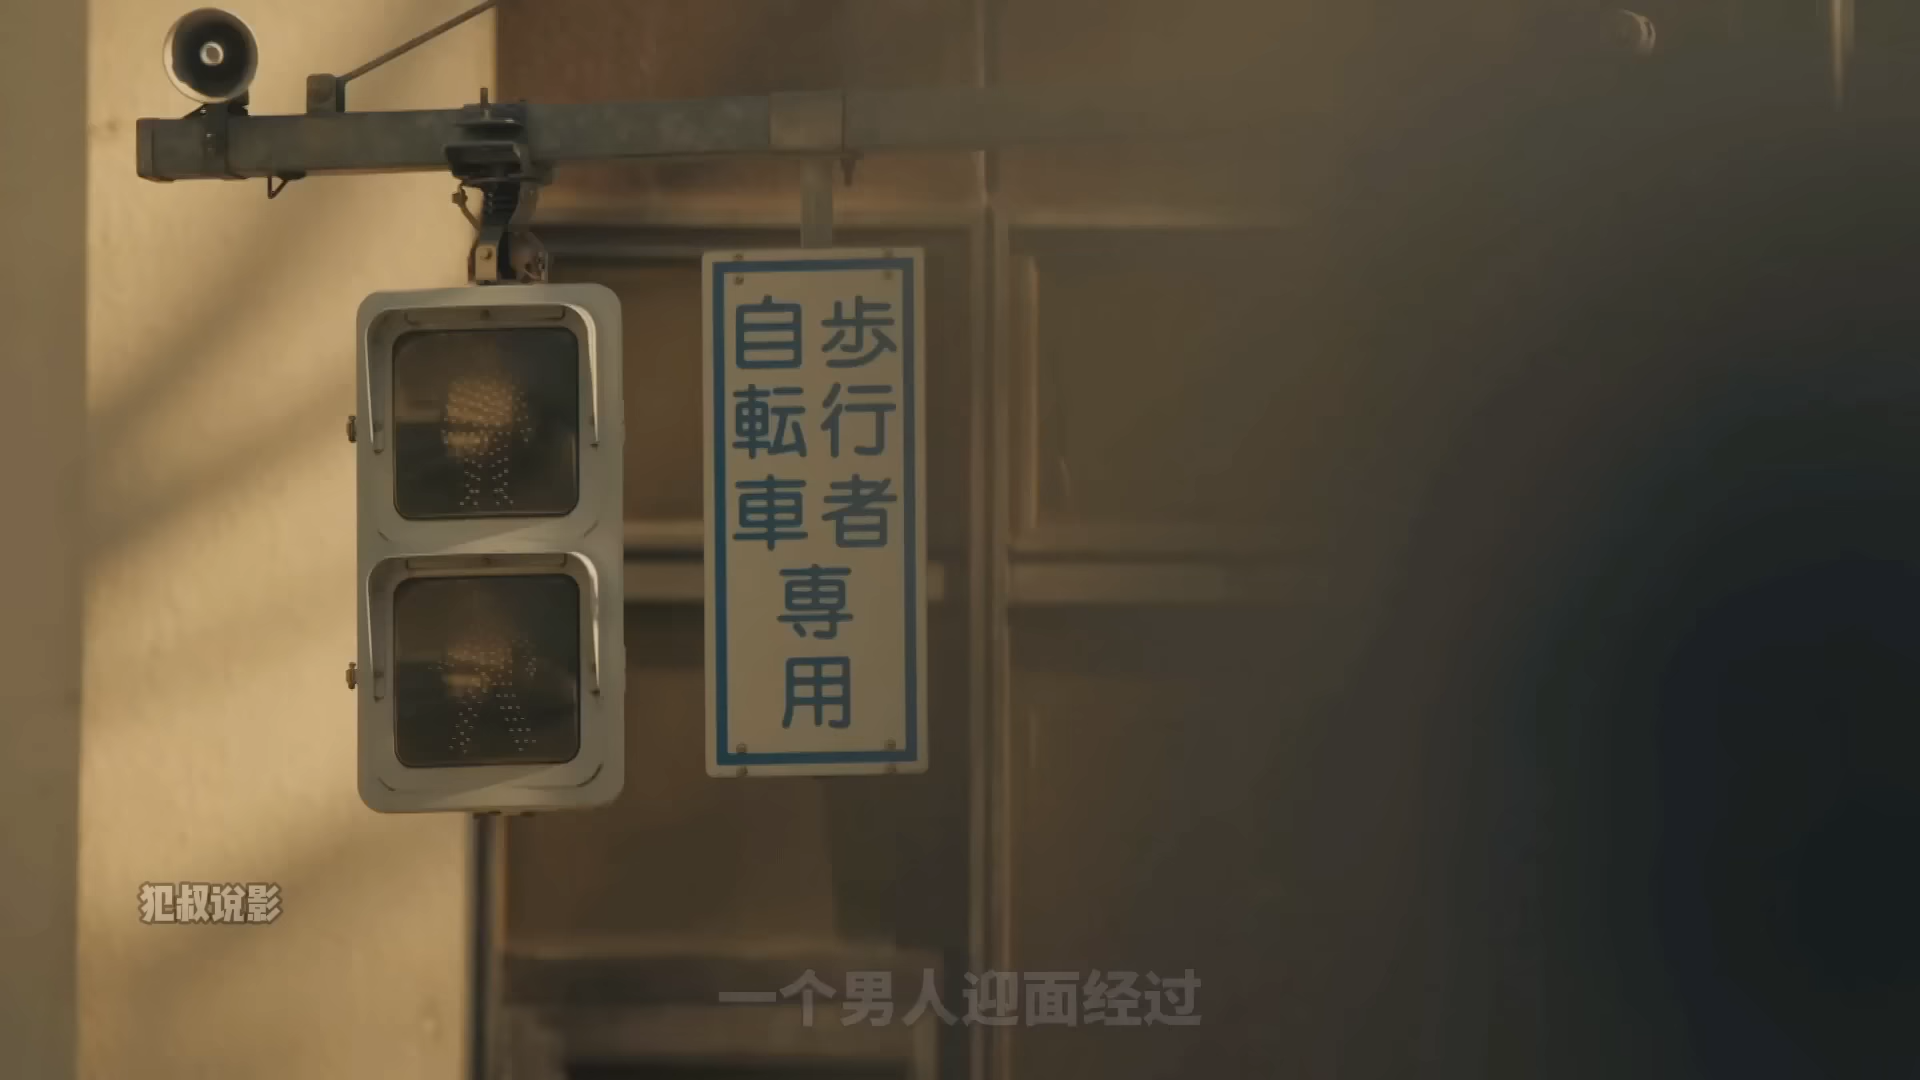 歩行者
自転車
専用
犯叔说影
一个男人迎面经过